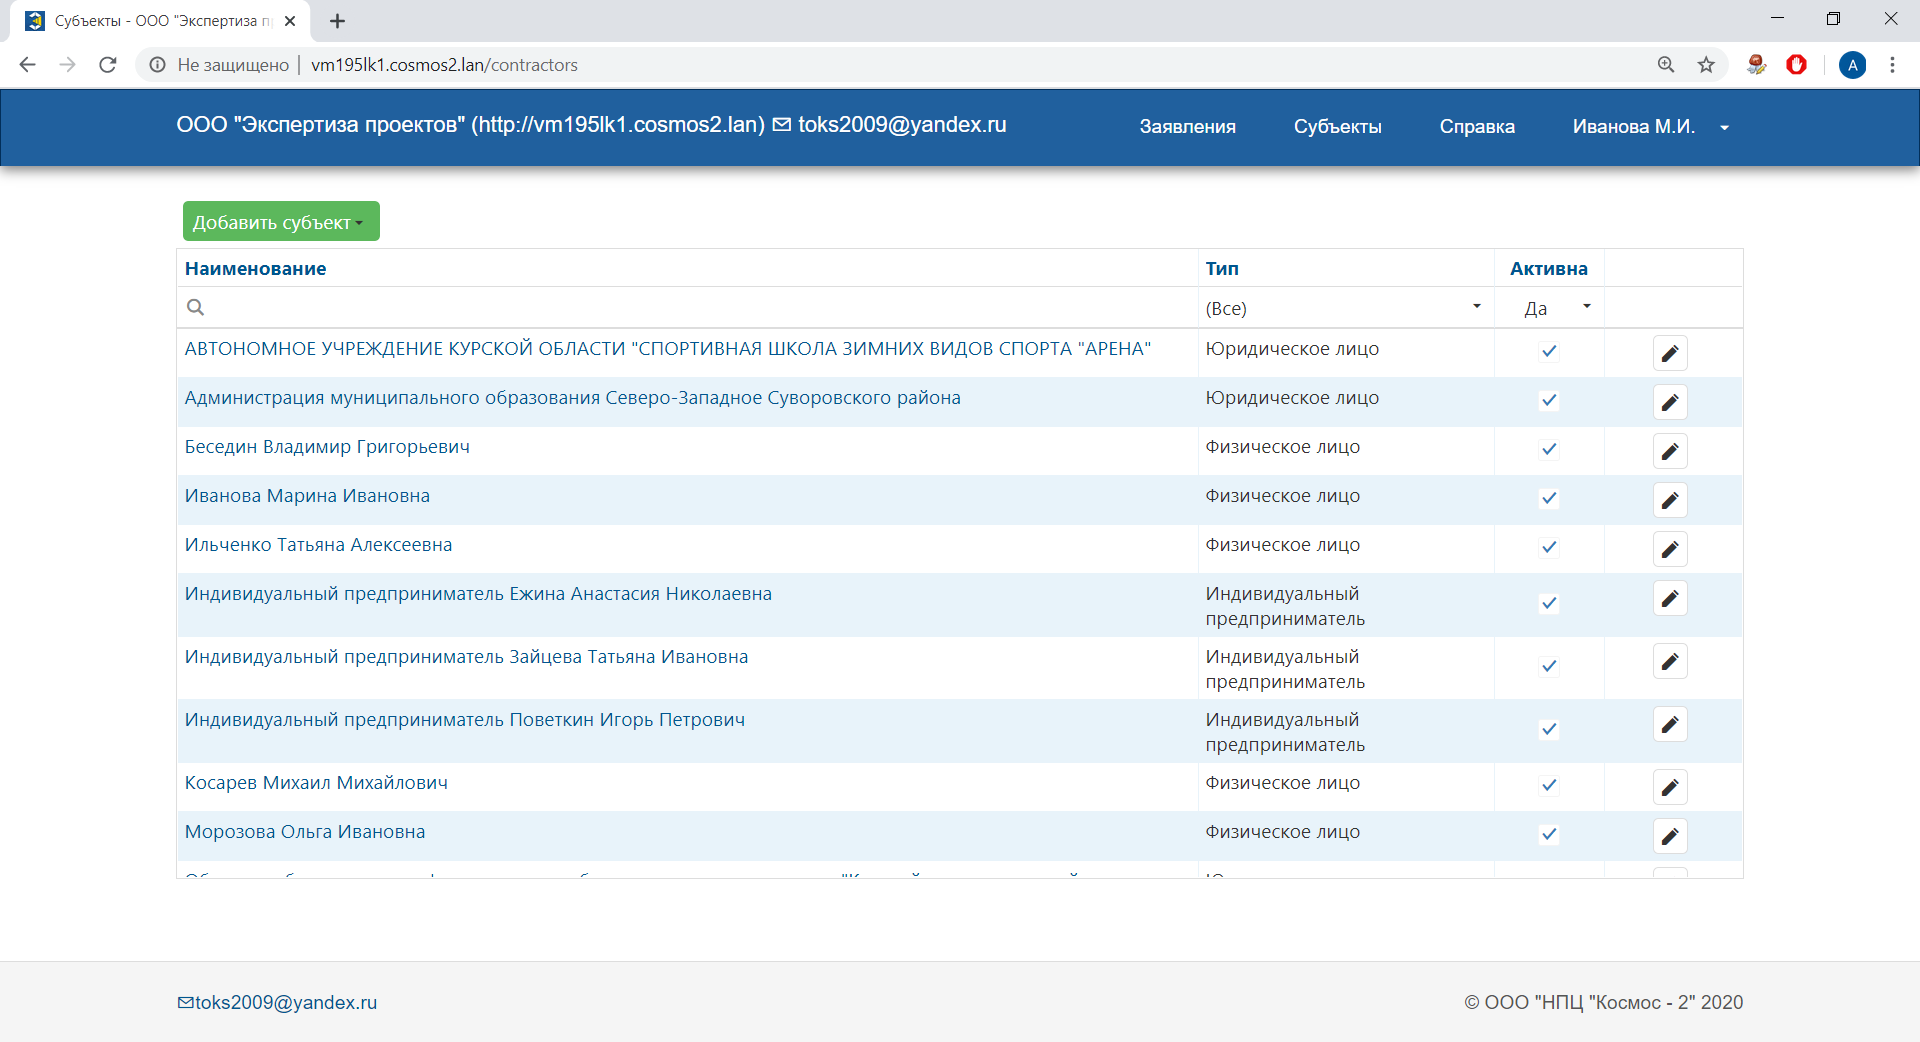 Субъекты - ООО "Экспертиза п
Не защищено | vm195lk1.cosmos2.lan/contractors
A
ООО "Экспертиза проектов" (http://vm195lk1.cosmos2.lan) toks2009@yandex.ru
Заявления Субъекты Справка Иванова М.И.
Добавить субъект
Наименование Тип Активна
(Все) Да
АВТОНОМНОЕ УЧРЕЖДЕНИЕ КУРСКОЙ ОБЛАСТИ "СПОРТИВНАЯ ШКОЛА ЗИМНИХ ВИДОВ СПОРТА "АРЕНА" Юридическое лицо
Администрация муниципального образования Северо-Западное Суворовского района Юридическое лицо
Беседин Владимир Григорьевич Физическое лицо
Иванова Марина Ивановна Физическое лицо
Ильченко Татьяна Алексеевна Физическое лицо
Индивидуальный предприниматель Ежина Анастасия Николаевна Индивидуальный
предприниматель
Индивидуальный предприниматель Зайцева Татьяна Ивановна Индивидуальный
предприниматель
Индивидуальный предприниматель Поветкин Игорь Петрович Индивидуальный
предприниматель
Косарев Михаил Михайлович Физическое лицо
Морозова Ольга Ивановна Физическое лицо
toks2009@yandex.ru
© ООО "НПЦ "Космос - 2" 2020